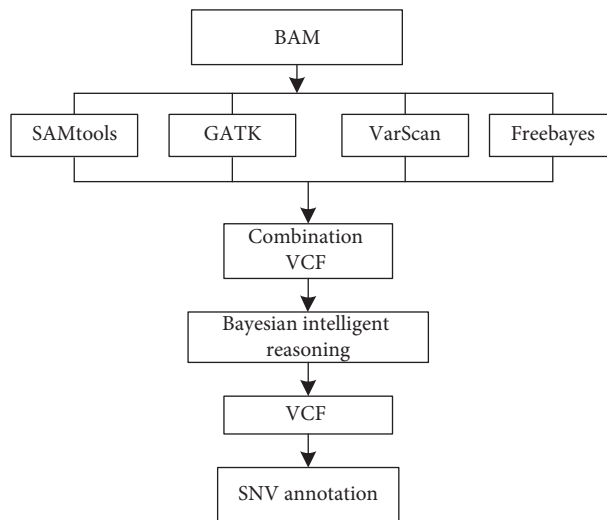 BAM
SAMtools
GATK
VarScan
Freebayes
Combination
VCF
Bayesian intelligent
reasoning
VCF
SNV annotation